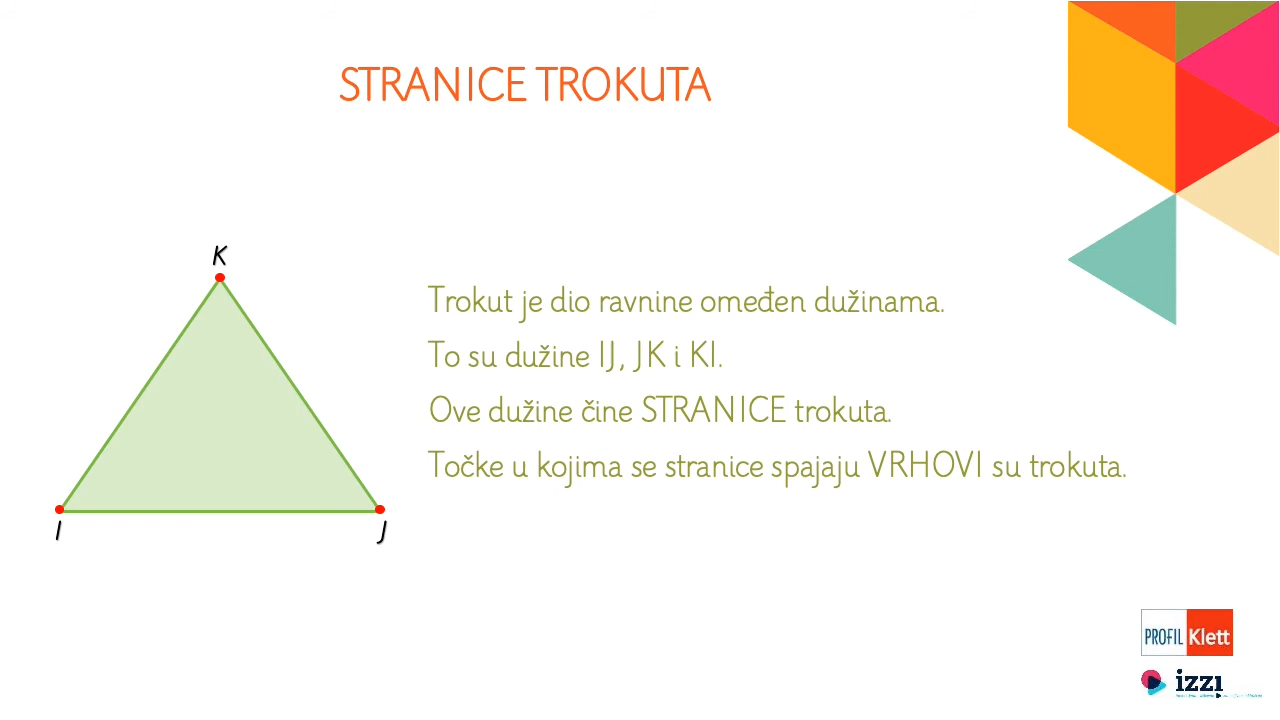 STRANICE TROKUTA
K
Trokut je dio ravnine omeđen dužinama.
To su dužine IJ, JK i KI.
Ove dužine čine STRANICE trokuta.
Točke u kojima se stranice spajaju VRHOVI su trokuta.
I
J
PROFIL Klett
izzi